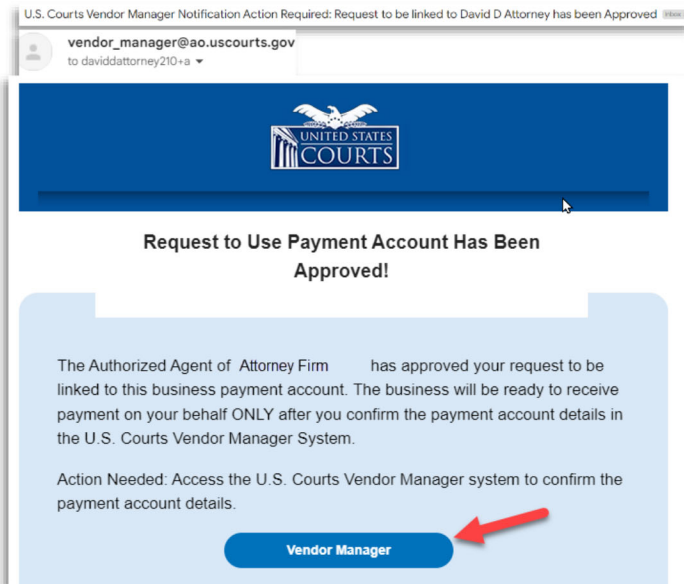 U.S. Courts Vendor Manager Notification Action Required: Request to be linked to David D Attorney has been Approved Inbox
vendor_manager@ao.uscourts.gov
to daviddattorney210+a
UNITED STATES
COURTS
Request to Use Payment Account Has Been
Approved!
The Authorized Agent of Attorney Firm has approved your request to be
linked to this business payment account. The business will be ready to receive
payment on your behalf ONLY after you confirm the payment account details in
the U.S. Courts Vendor Manager System.
Action Needed: Access the U.S. Courts Vendor Manager system to confirm the
payment account details.
Vendor Manager